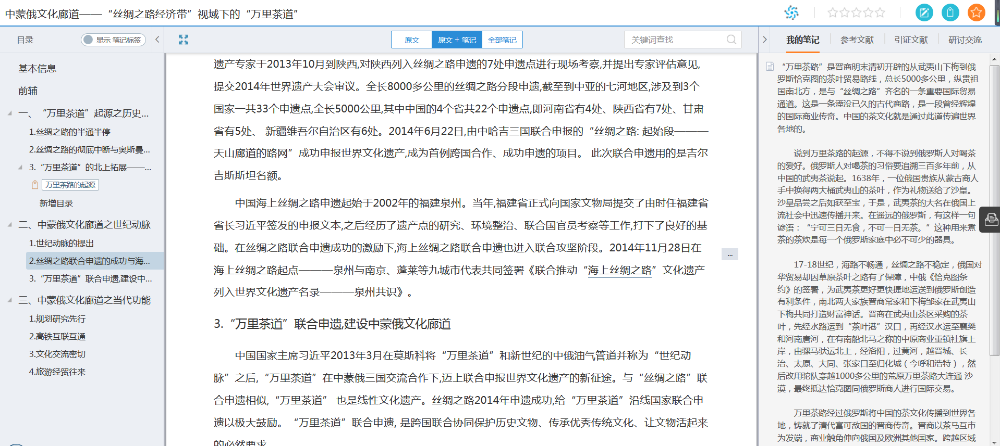 中蒙俄文化廊道——“丝绸之路经济带”视域下的“万里茶道”
目录
显示 笔记标签
原文
原文 + 笔记
全部笔记
关键词查找
我的笔记
参考文献
引证文献
研讨交流
基本信息
前辅
一、“万里茶道”起源之历史...
1.丝绸之路的半通半停
2.丝绸之路的彻底中断与奥斯曼...
3.“万里茶道”的北上拓展——...
万里茶路的起源
新增目录
二、中蒙俄文化廊道之世纪动脉
1.世纪动脉的提出
2.丝绸之路联合申遗的成功与海...
3.“万里茶道”联合申遗,建设中...
三、中蒙俄文化廊道之当代功能
1.规划研究先行
2.高铁互联互通
3.文化交流密切
4.旅游经贸往来
遗产专家于2013年10月到陕西,对陕西列入丝绸之路申遗的7处申遗点进行现场考察,并提出专家评估意见,
提交2014年世界遗产大会审议。全长8000多公里的丝绸之路分段申遗,截至到中亚的七河地区,涉及到3个
国家一共33个申遗点,全长5000公里,其中中国的4个省共22个申遗点,即河南省有4处、陕西省有7处、甘肃
省有5处、 新疆维吾尔自治区有6处。2014年6月22日,由中哈吉三国联合申报的“丝绸之路: 起始段———
天山廊道的路网”成功申报世界文化遗产,成为首例跨国合作、成功申遗的项目。 此次联合申遗用的是吉尔
吉斯斯坦名额。
中国海上丝绸之路申遗起始于2002年的福建泉州。当年,福建省正式向国家文物局提交了由时任福建省
省长习近平签发的申报文本,之后经历了遗产点的研究、环境整治、联合国官员考察等工作,打下了良好的基
础。在丝绸之路联合申遗成功的激励下,海上丝绸之路联合申遗也进入联合攻坚阶段。2014年11月28日在
海上丝绸之路起点———泉州与南京、蓬莱等九城市代表共同签署《联合推动“海上丝绸之路”文化遗产
列入世界文化遗产名录———泉州共识》。
...
3.“万里茶道”联合申遗,建设中蒙俄文化廊道
中国国家主席习近平2013年3月在莫斯科将“万里茶道”和新世纪的中俄油气管道并称为“世纪动
脉”之后,“万里茶道”在中蒙俄三国交流合作下,迈上联合申报世界文化遗产的新征途。与“丝绸之路”联
合申遗相似,“万里茶道” 也是线性文化遗产。丝绸之路2014年申遗成功,给“万里茶道”沿线国家联合申
遗以极大鼓励。“万里茶道”联合申遗, 是跨国联合协同保护历史文物、传承优秀传统文化、让文物活起来
的必然要求
“万里茶路”是晋商明末清初开辟的从武夷山下梅到俄
罗斯恰克图的茶叶贸易路线，总长5000多公里，纵贯祖
国南北方，是与“丝绸之路”齐名的一条重要国际贸易
通道。这是一条湮没已久的古代商路，是一段曾经辉煌
的国际商业传奇。中国的茶文化就是通过此道传遍世界
各地的。
说到万里茶路的起源，不得不说到俄罗斯人对喝茶
的爱好。俄罗斯人对喝茶的习俗要追溯三百多年前，从
中国的武夷茶说起。1638年，一位俄国贵族从蒙古商人
手中换得两大桶武夷山的茶叶，作为礼物送给了沙皇。
沙皇品尝之后如获至宝，于是，武夷茶的大名在俄国上
流社会中迅速传播开来。在遥远的俄罗斯，有这样一句
谚语：“宁可三日无食，不可一日无茶。”这种用来煮
茶的茶炊是每一个俄罗斯家庭中必不可少的器具。
17-18世纪，海路不畅通，丝绸之路不稳定，俄国对
华贸易却因草原茶叶之路有了保障，中俄《恰克图条
约》的签署，为武夷茶更好更快捷地运送到俄罗斯创造
有利条件，南北两大家族晋商常家和下梅邹家在武夷山
下梅共同打造财富神话。晋商在武夷山茶区采购的茶
叶，先经水路运到“茶叶港”汉口，再经汉水运至襄樊
和河南唐河，在有南船北马之称的中原商业重镇社旗上
岸，由骡马驮运北上，经洛阳，过黄河，越晋城、长
治、太原、大同、张家口至归化城（今呼和浩特），然
后改用驼队穿越1000多公里的荒原万里茶路大连通 沙
漠，最终抵达恰克图同俄罗斯商人进行国际交易。
万里茶路经过俄罗斯将中国的茶文化传播到世界各
地，铸就了清代富可敌国的晋商传奇。晋商以茶马互市
为发端，商业触角伸向俄国及欧洲其他国家。跨越区域